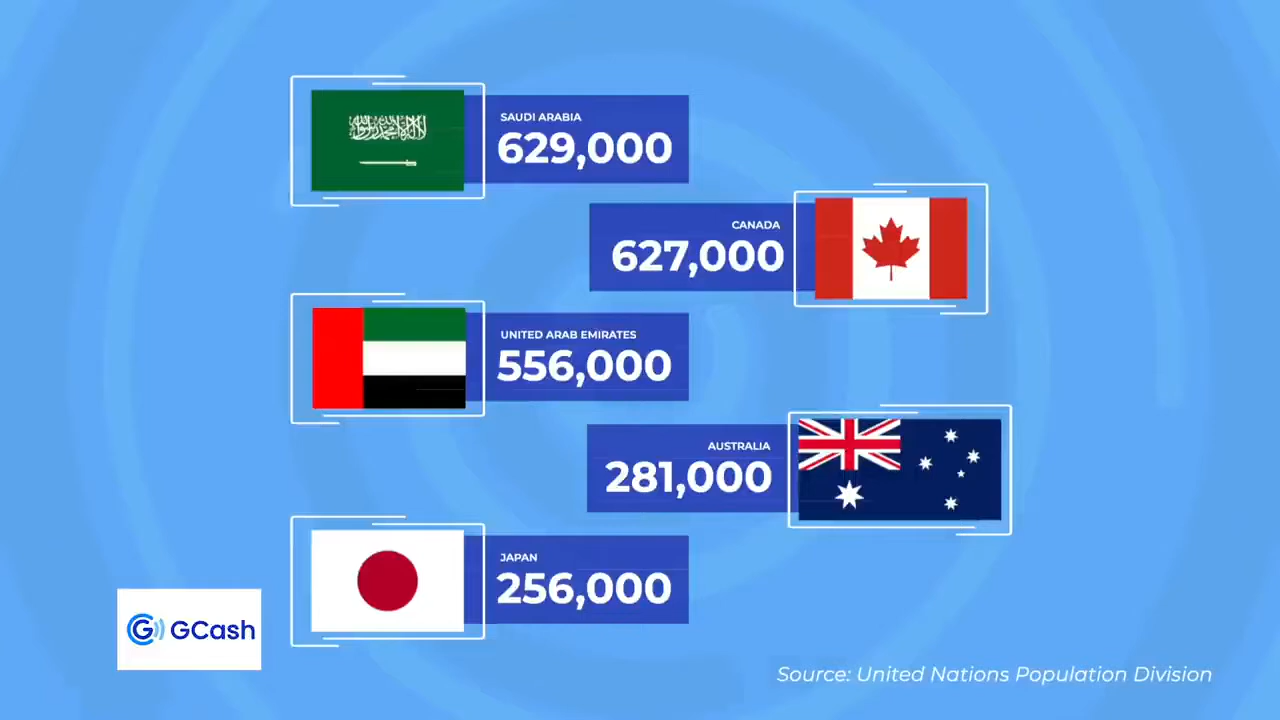 SAUDI ARABIA
629,000
CANADA
627,000
UNITED ARAB EMIRATES
556,000
AUSTRALIA
281,000
JAPAN
256,000
GCash
Source: United Nations Population Division